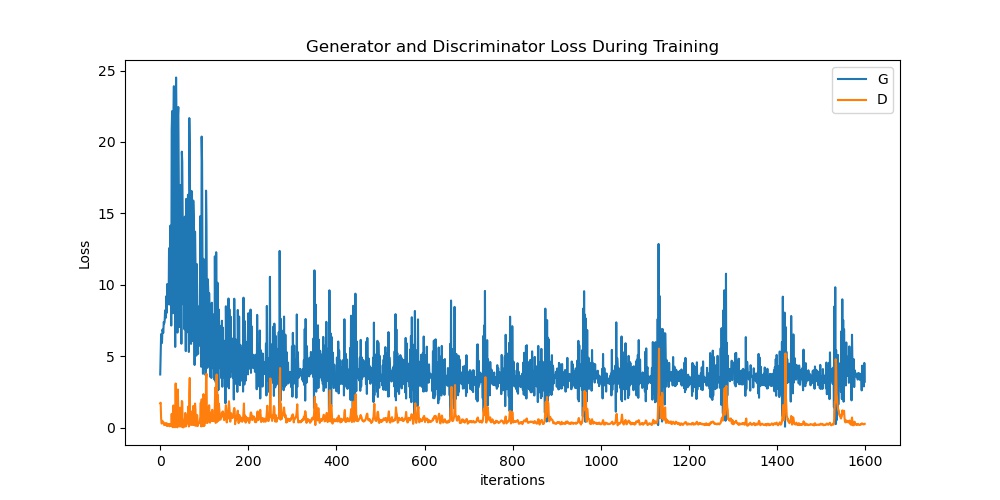 Generator and Discriminator Loss During Training
G
D
25
20
15
10
5
0
Loss
0 200 400 600 800 1000 1200 1400 1600
iterations